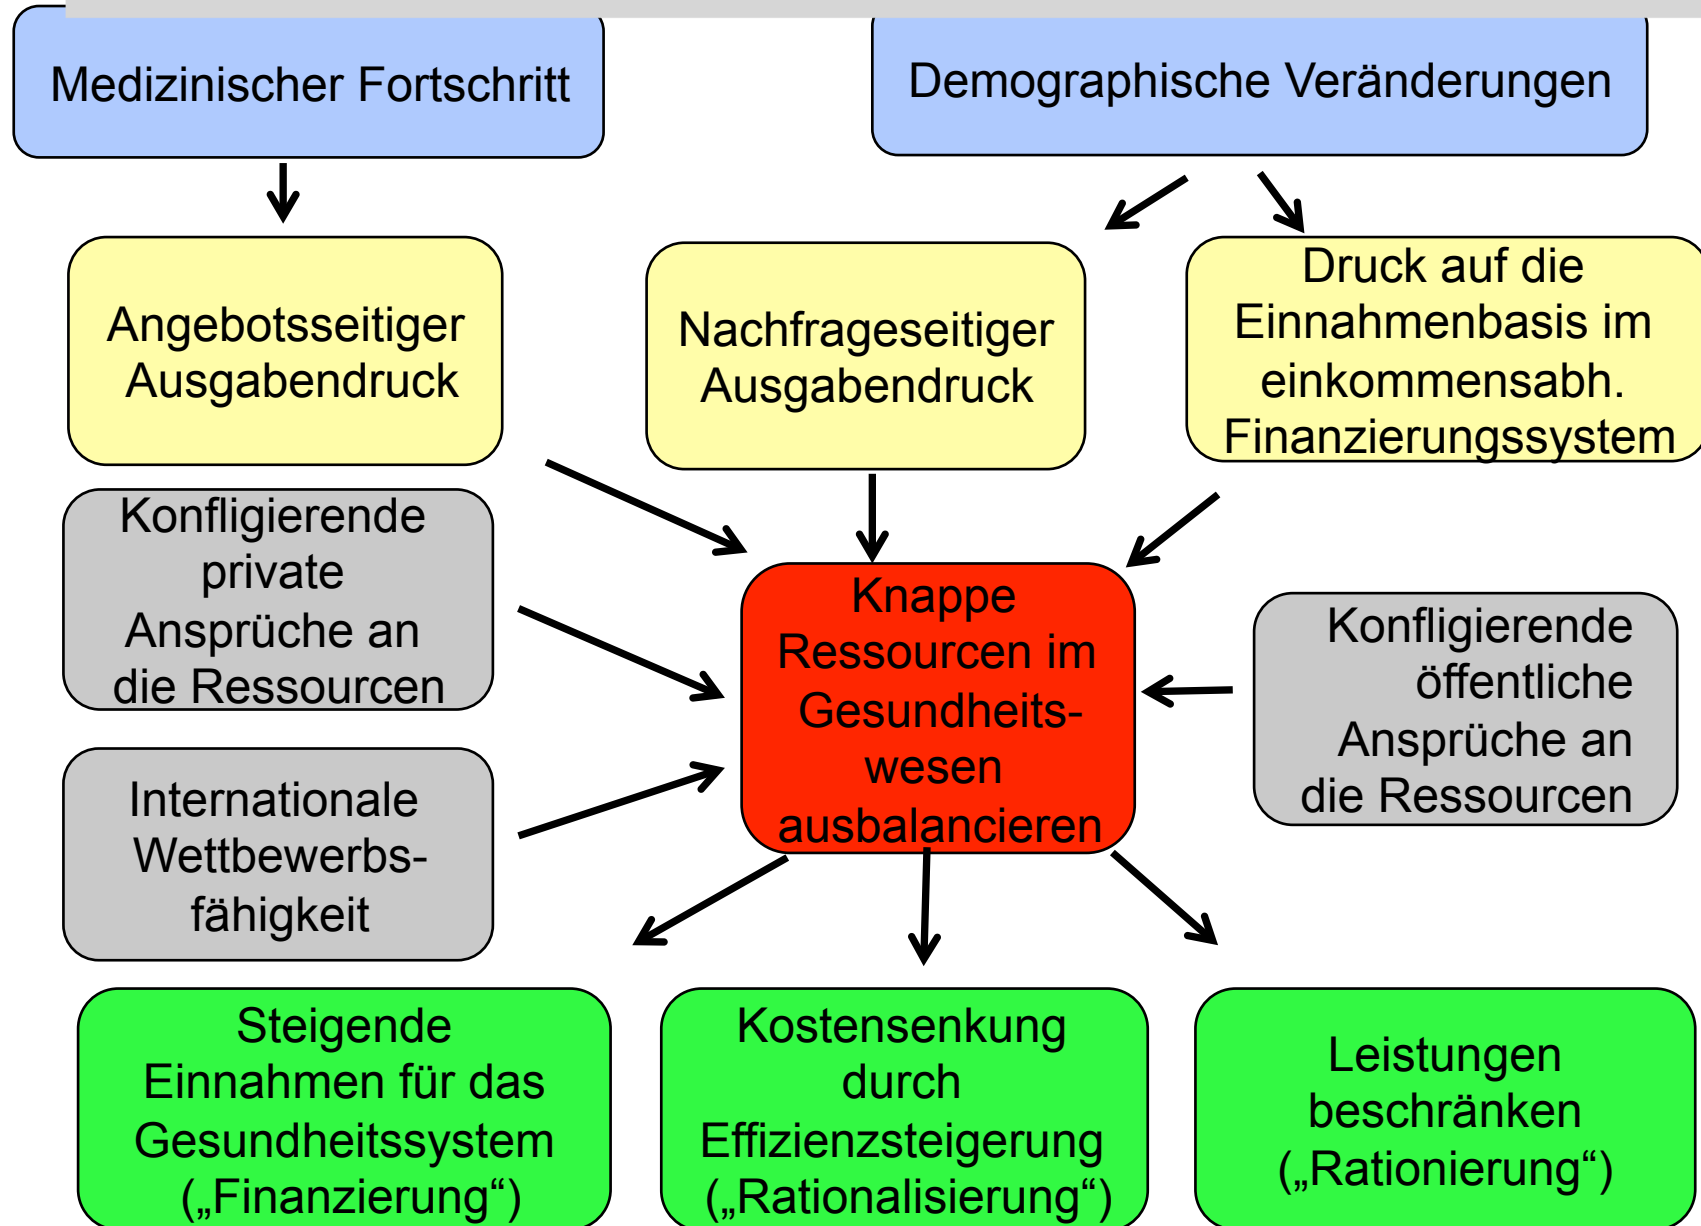 Medizinischer Fortschritt
Demographische Veränderungen
Angebotsseitiger
Ausgabendruck
Nachfrageseitiger
Ausgabendruck
Druck auf die
Einnahmenbasis im
einkommensabh.
Finanzierungssystem
Konfligierende
private
Ansprüche an
die Ressourcen
Knappe
Ressourcen im
Gesundheits-
wesen
ausbalancieren
Konfligierende
öffentliche
Ansprüche an
die Ressourcen
Internationale
Wettbewerbs-
fähigkeit
Steigende
Einnahmen für das
Gesundheitssystem
(„Finanzierung“)
Kostensenkung
durch
Effizienzsteigerung
(„Rationalisierung“)
Leistungen
beschränken
(„Rationierung“)